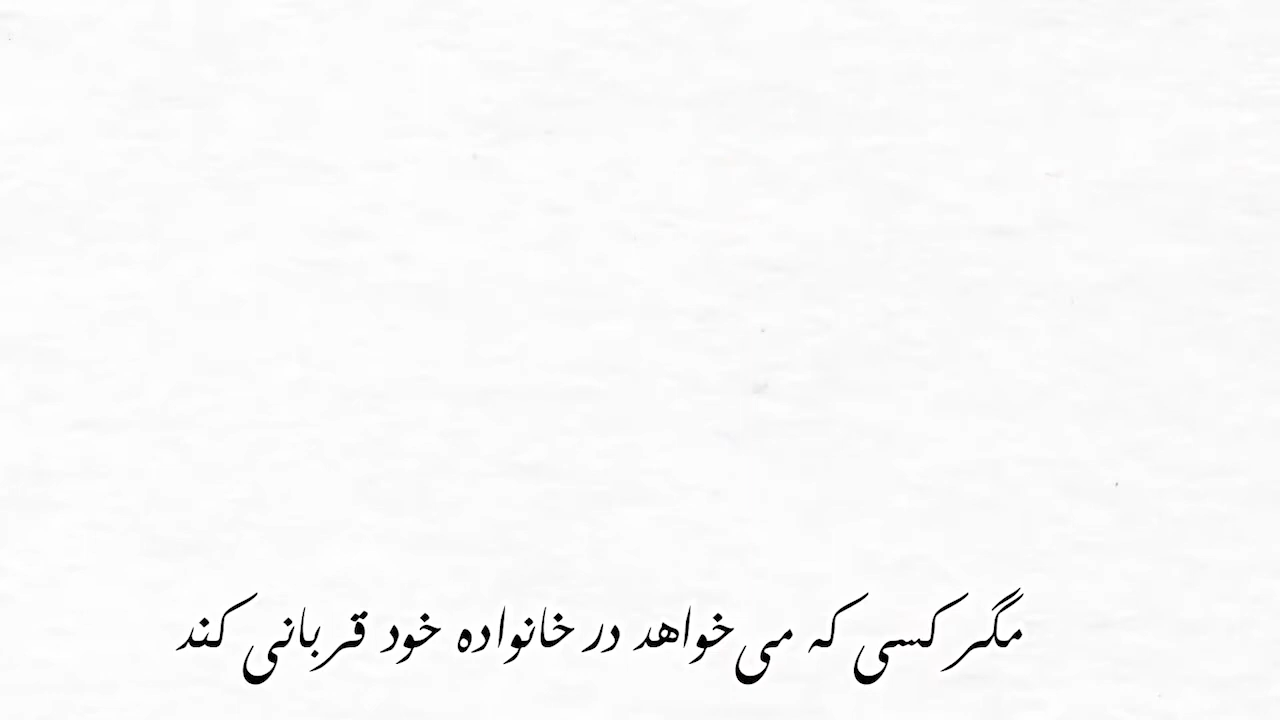 مگر کسی که می‌خواهد در خانواده خود قربانی کند